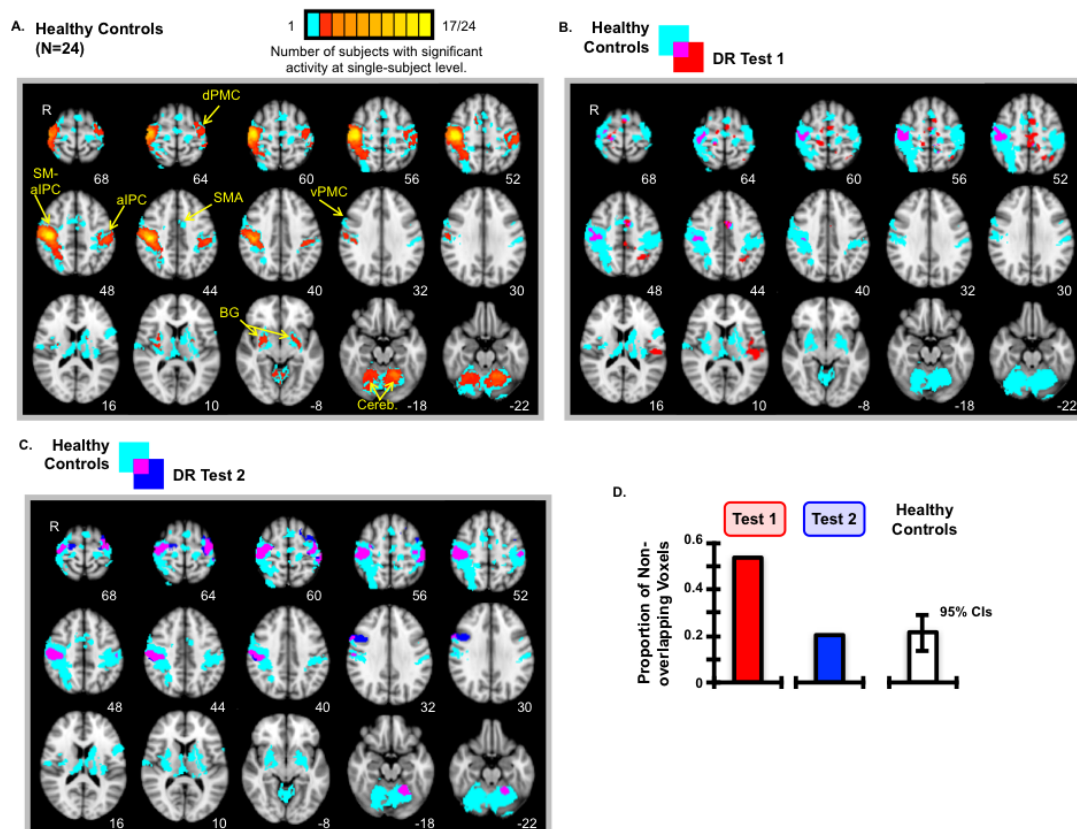 A.
Healthy Controls
(N=24)
1
17/24
Number of subjects with significant
activity at single-subject level.
R
dPMC
68
64
60
56
52
SM-
aIPC
aIPC
SMA
vPMC
48
44
40
32
30
BG
Cereb.
16
10
-8
-18
-22
B.
Healthy
Controls
DR Test 1
R
68
64
60
56
52
48
44
40
32
30
16
10
-8
-18
-22
C.
Healthy
Controls
DR Test 2
R
68
64
60
56
52
48
44
40
32
30
16
10
-8
-18
-22
D.
Test 1
Test 2
Healthy
Controls
Proportion of Non-
overlapping Voxels
0.6
0.4
0.2
0
95% CIs